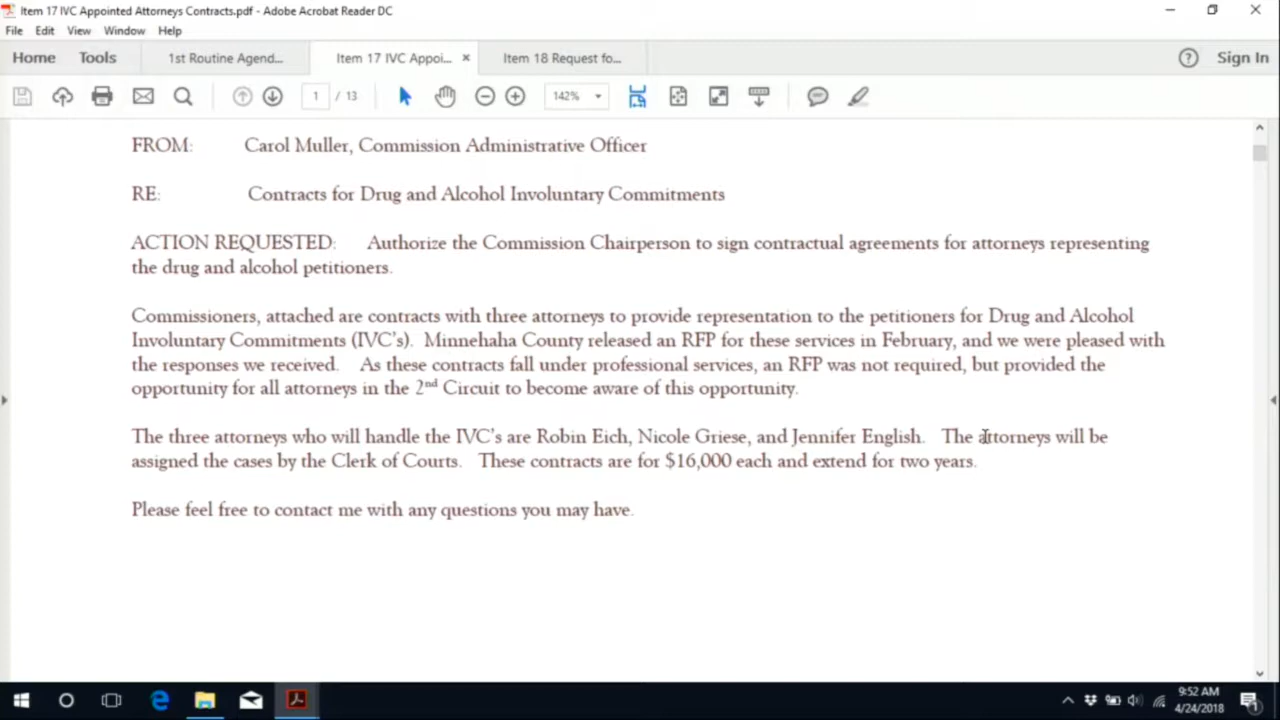 Item 17 IVC Appointed Attorneys Contracts.pdf - Adobe Acrobat Reader DC
File Edit View Window Help
Home Tools 1st Routine Agend... Item 17 IVC Appoi... × Item 18 Request fo... Sign In
1 / 13 142%
FROM: Carol Muller, Commission Administrative Officer
RE: Contracts for Drug and Alcohol Involuntary Commitments
ACTION REQUESTED: Authorize the Commission Chairperson to sign contractual agreements for attorneys representing
the drug and alcohol petitioners.
Commissioners, attached are contracts with three attorneys to provide representation to the petitioners for Drug and Alcohol
Involuntary Commitments (IVC's). Minnehaha County released an RFP for these services in February, and we were pleased with
the responses we received. As these contracts fall under professional services, an RFP was not required, but provided the
opportunity for all attorneys in the 2nd Circuit to become aware of this opportunity.
The three attorneys who will handle the IVC's are Robin Eich, Nicole Griese, and Jennifer English. The attorneys will be
assigned the cases by the Clerk of Courts. These contracts are for $16,000 each and extend for two years.
Please feel free to contact me with any questions you may have.
9:52 AM
4/24/2018
1